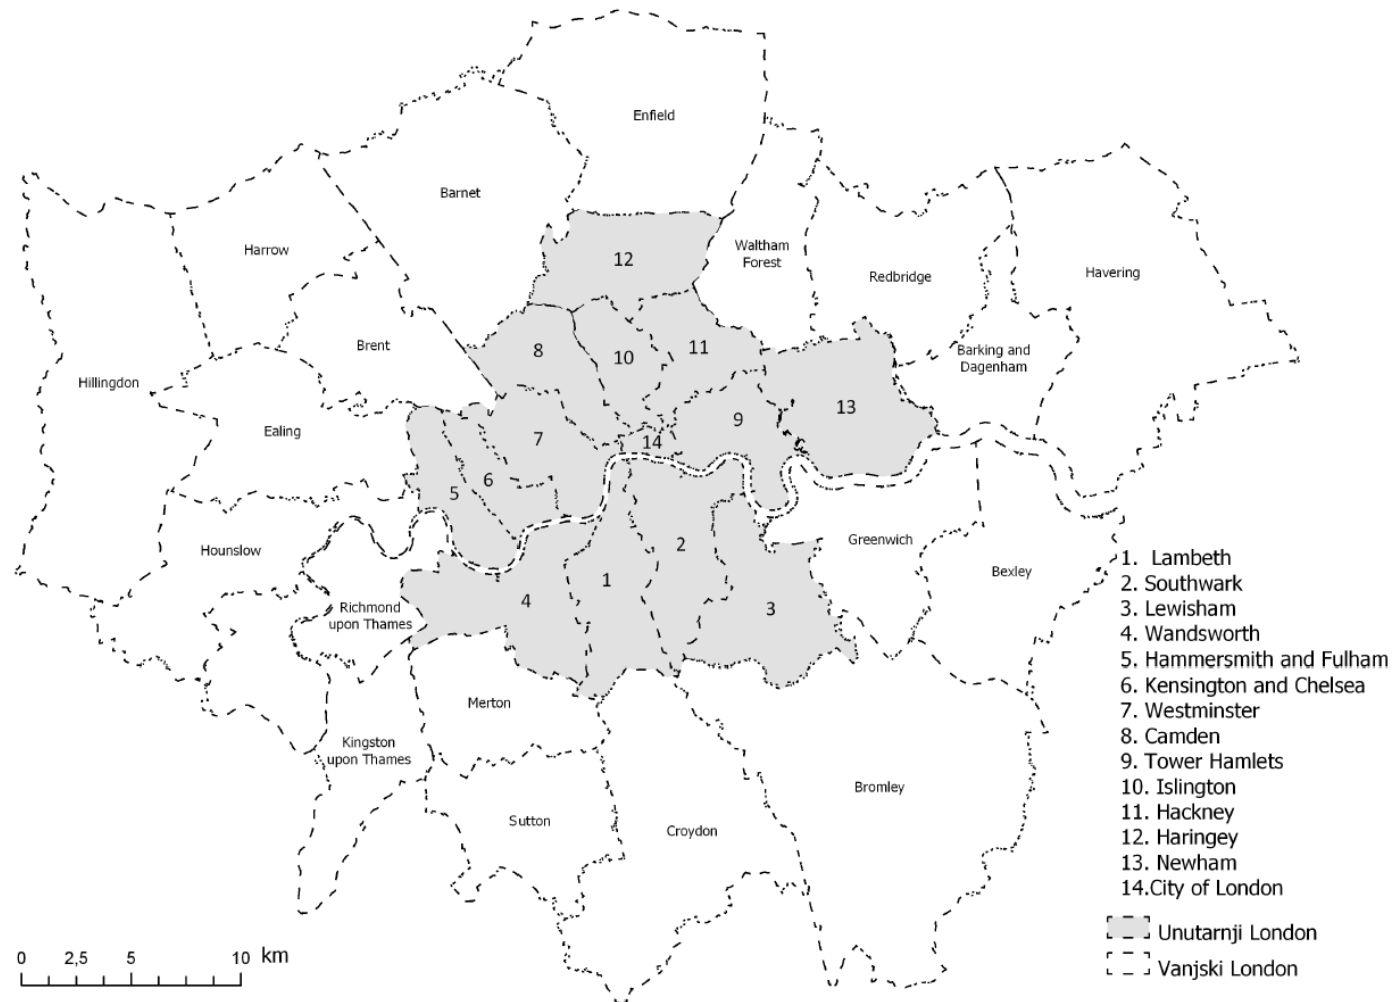 Enfield
Barnet
Harrow
Waltham
Forest
12
Redbridge
Havering
Brent
8
10
11
Barking and
Dagenham
Hillingdon
Ealing
7
14
9
13
5
6
Hounslow
Greenwich
Bexley
Richmond
upon Thames
4
1
2
3
Merton
Kingston
upon Thames
Sutton
Croydon
Bromley
1. Lambeth
2. Southwark
3. Lewisham
4. Wandsworth
5. Hammersmith and Fulham
6. Kensington and Chelsea
7. Westminster
8. Camden
9. Tower Hamlets
10. Islington
11. Hackney
12. Haringey
13. Newham
14.City of London
Unutarnji London
Vanjski London
0 2,5 5 10 km